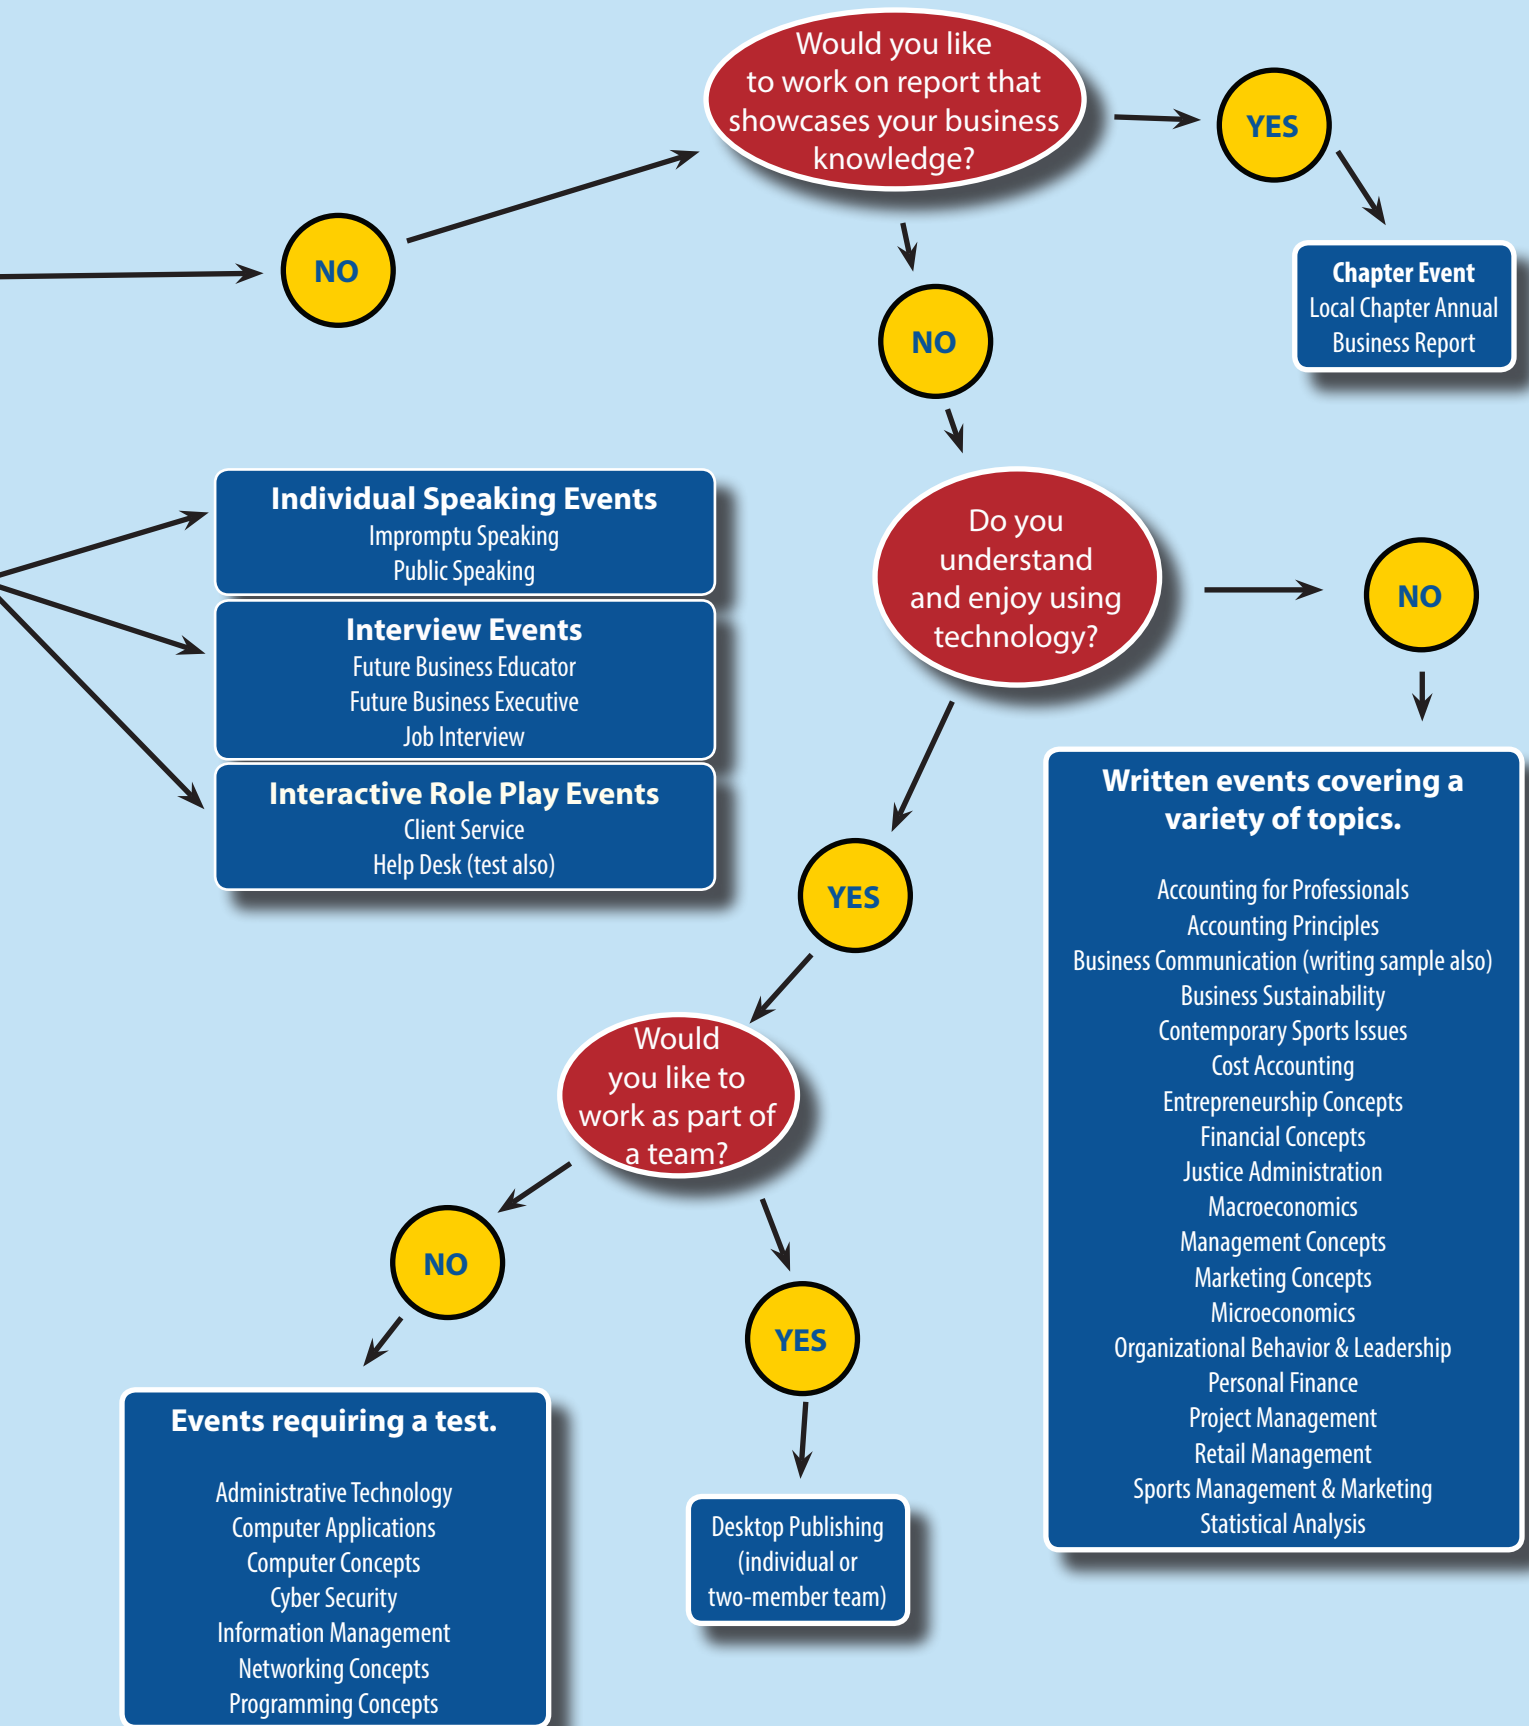 Would you like
to work on report that
showcases your business
knowledge?
YES
NO
Chapter Event
Local Chapter Annual
Business Report
NO
Individual Speaking Events
Impromptu Speaking
Public Speaking
Interview Events
Future Business Educator
Future Business Executive
Job Interview
Interactive Role Play Events
Client Service
Help Desk (test also)
Do you
understand
and enjoy using
technology?
NO
Written events covering a
variety of topics.
Accounting for Professionals
Accounting Principles
Business Communication (writing sample also)
Business Sustainability
Contemporary Sports Issues
Cost Accounting
Entrepreneurship Concepts
Financial Concepts
Justice Administration
Macroeconomics
Management Concepts
Marketing Concepts
Microeconomics
Organizational Behavior & Leadership
Personal Finance
Project Management
Retail Management
Sports Management & Marketing
Statistical Analysis
YES
Would
you like to
work as part of
a team?
NO
YES
Events requiring a test.
Administrative Technology
Computer Applications
Computer Concepts
Cyber Security
Information Management
Networking Concepts
Programming Concepts
Desktop Publishing
(individual or
two-member team)